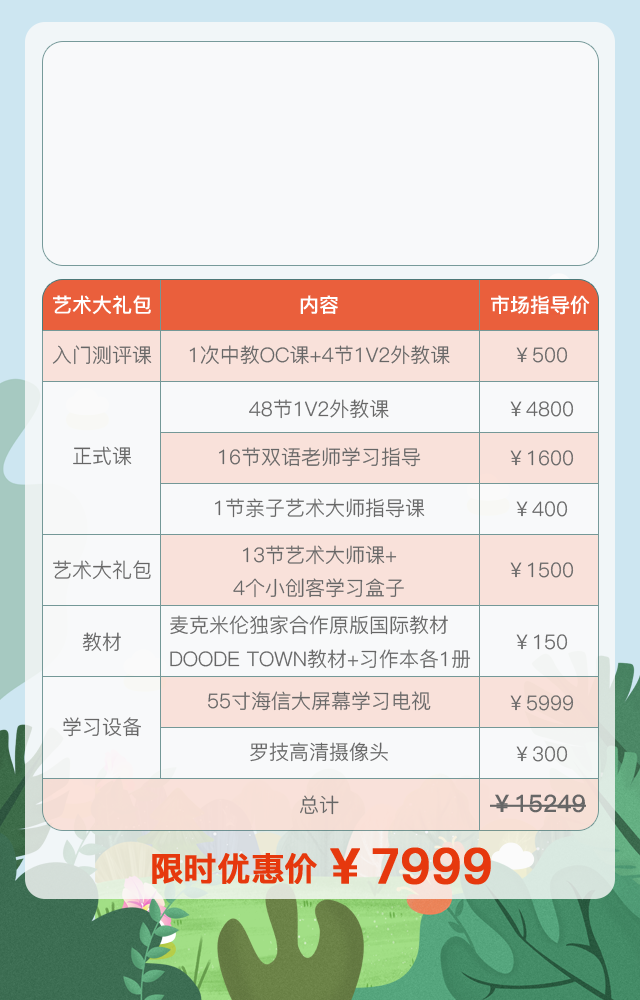 艺术大礼包 内容 市场指导价
入门测评课 1次中教OC课+4节1V2外教课 ￥500
正式课 48节1V2外教课 ￥4800
16节双语老师学习指导 ￥1600
1节亲子艺术大师指导课 ￥400
艺术大礼包 13节艺术大师课+
4个小创客学习盒子 ￥1500
教材 麦克米伦独家合作原版国际教材
DOODE TOWN教材+习作本各1册 ￥150
学习设备 55寸海信大屏幕学习电视 ￥5999
罗技高清摄像头 ￥300
总计 ￥15249
限时优惠价 ￥7999